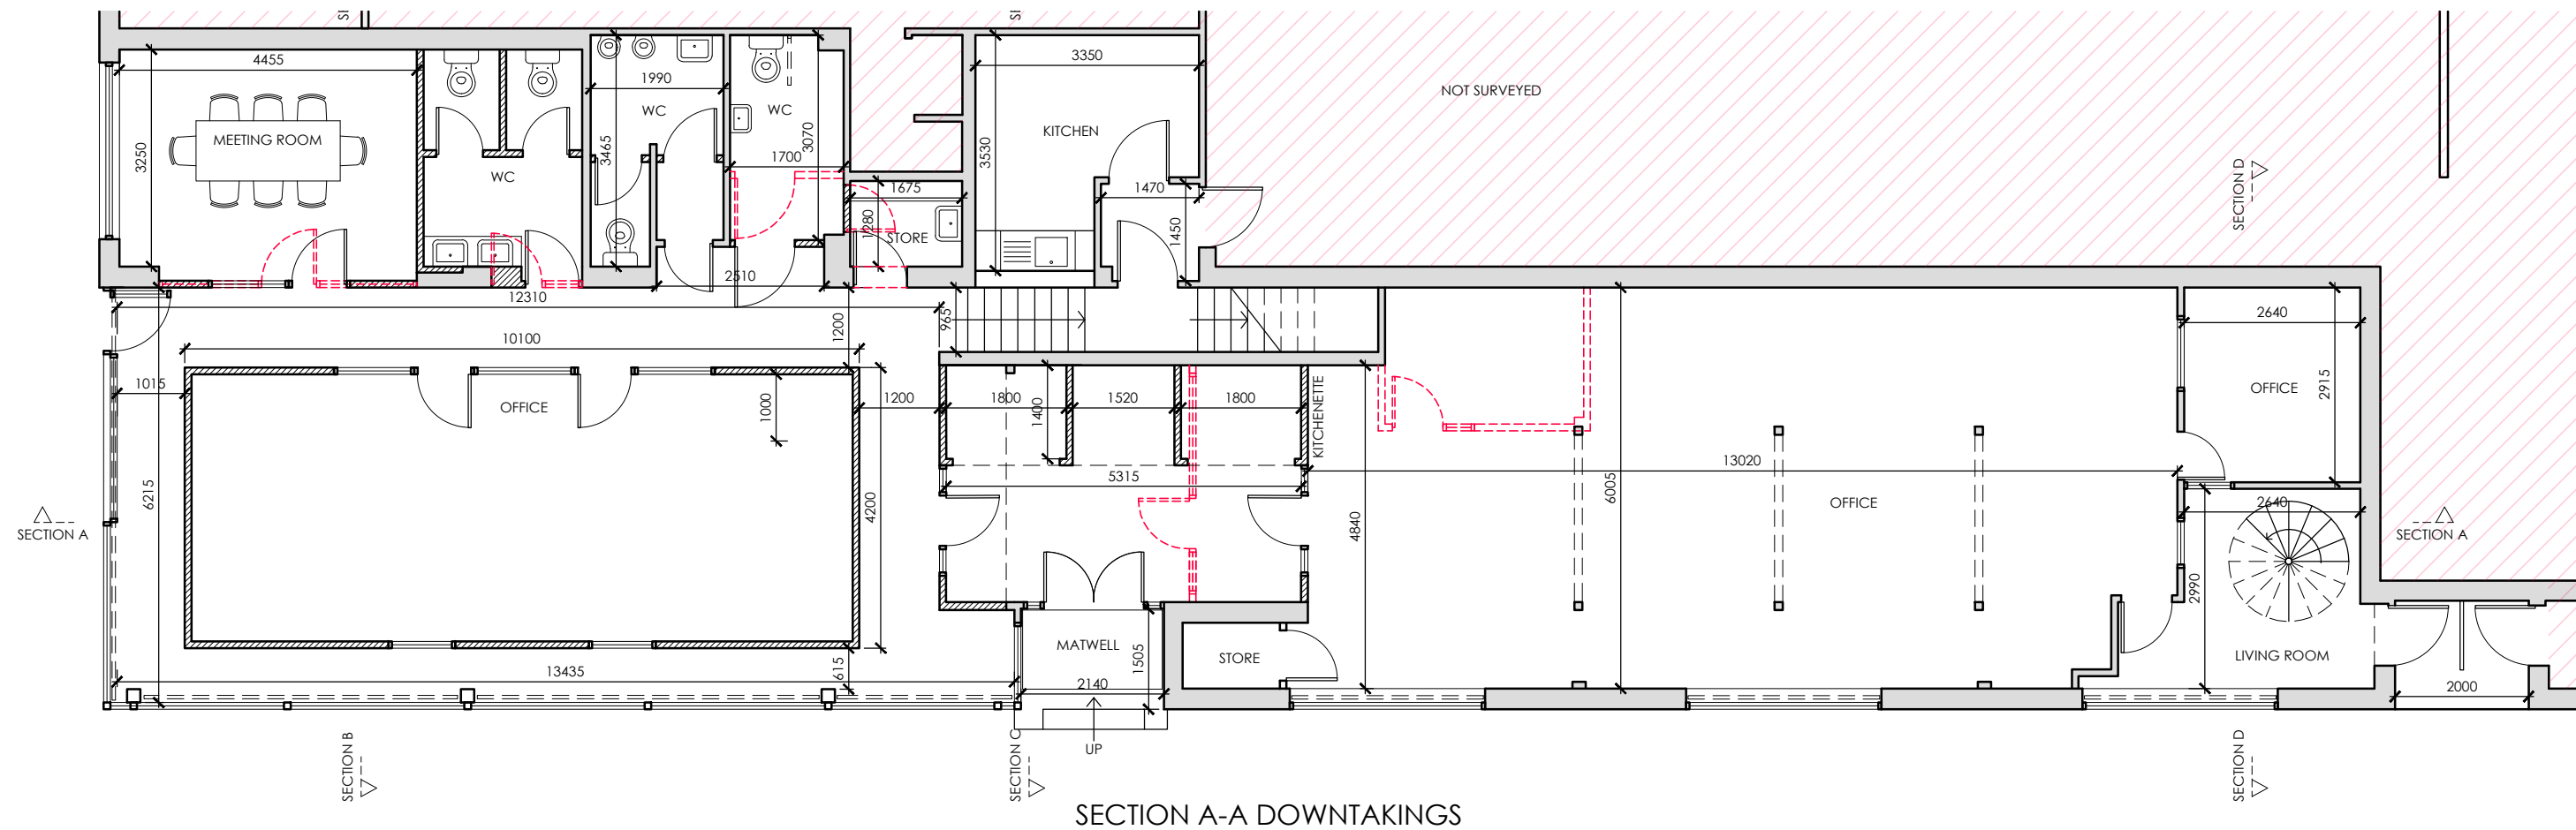 SE
SE
4455
MEETING ROOM
3250
WC
1990
WC
3465
WC
3070
1700
1675
1280
STORE
3350
KITCHEN
3530
1470
1450
NOT SURVEYED
SECTION D
2510
12310
1200
965
10100
1015
OFFICE
1000
1200
1800
1400
1520
1800
KITCHENETTE
2640
OFFICE
2915
6215
4200
5315
4840
6005
13020
OFFICE
2640
2990
SECTION A
SECTION A
13435
615
MATWELL
1505
2140
STORE
LIVING ROOM
2000
UP
SECTION B
SECTION C
SECTION D
SECTION A-A DOWNTAKINGS